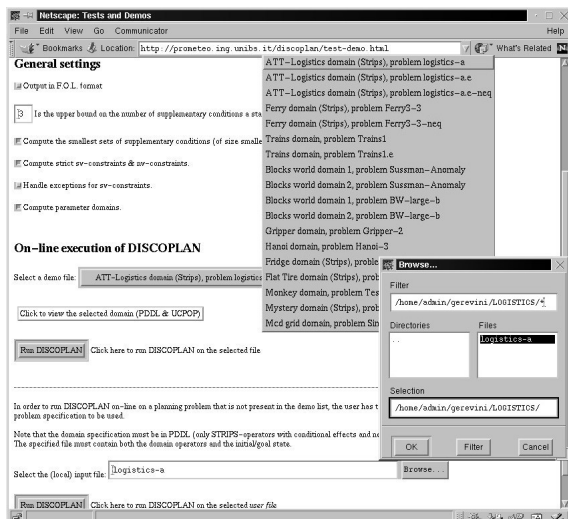 Netscape: Tests and Demos
File Edit View Go Communicator Help
Bookmarks Location: http://prometeo.ing.unibs.it/discoplan/test-demo.html What's Related
General settings
Output in F.O.L. format
3 Is the upper bound on the number of supplementary conditions a sta
Compute the smallest sets of supplementary conditions (of size smalle
Compute strict sv-constraints & nv-constraints.
Handle exceptions for sv-constraints.
Compute parameter domains.
ATT-Logistics domain (Strips), problem logistics-a
ATT-Logistics domain (Strips), problem logistics-a.e
ATT-Logistics domain (Strips), problem logistics-a.e-neq
Ferry domain (Strips), problem Ferry3-3
Ferry domain (Strips), problem Ferry3-3-neq
Trains domain, problem Trains1
Trains domain, problem Trains1.e
Blocks world domain 1, problem Sussman-Anomaly
Blocks world domain 2, problem Sussman-Anomaly
Blocks world domain 1, problem BW-large-b
Blocks world domain 2, problem BW-large-b
Gripper domain, problem Gripper-2
Hanoi domain, problem Hanoi-3
Fridge domain (Strips), prob
Flat Tire domain (Strips), prob
Monkey domain, problem Tes
Mystery domain (Strips), prob
Mcd grid domain, problem Sim
On-line execution of DISCOPLAN
Select a demo file: ATT-Logistics domain (Strips), problem logistics
Click to view the selected domain (PDDL & UCPOP)
Run DISCOPLAN Click here to run DISCOPLAN on the selected file
In order to run DISCOPLAN on-line on a planning problem that is not present in the demo list, the user has t
problem specification to be used.
Note that the domain specification must be in PDDL (only STRIPS-operators with conditional effects and ne
The specified file must contain both the domain operators and the initial/goal state.
Select the (local) input file: logistics-a Browse...
Run DISCOPLAN Click here to run DISCOPLAN on the selected user file
Browse...
Filter
/home/admin/gerevini/LOGISTICS/*
Directories Files
.. logistics-a
Selection
/home/admin/gerevini/LOGISTICS/
OK Filter Cancel